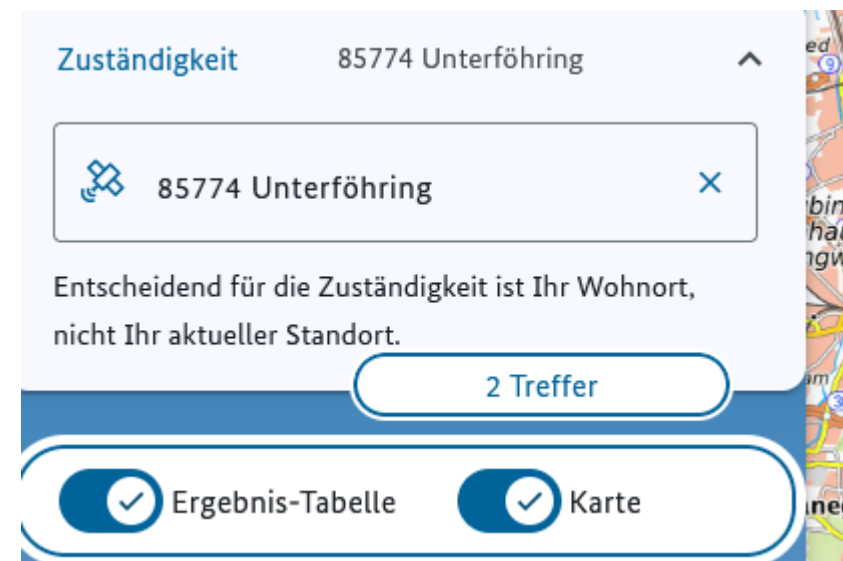 Zuständigkeit 85774 Unterföhring
85774 Unterföhring
Entscheidend für die Zuständigkeit ist Ihr Wohnort,
nicht Ihr aktueller Standort.
2 Treffer
Ergebnis-Tabelle Karte